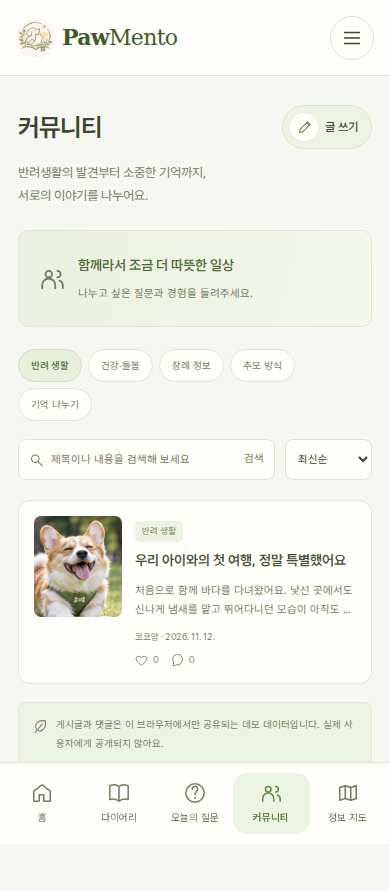 PawMento
커뮤니티
글 쓰기
반려생활의 발견부터 소중한 기억까지,
서로의 이야기를 나누어요.
함께라서 조금 더 따뜻한 일상
나누고 싶은 질문과 경험을 들려주세요.
반려 생활
건강·돌봄
장례 정보
추모 방식
기억 나누기
제목이나 내용을 검색해 보세요
검색
최신순
반려 생활
우리 아이와의 첫 여행, 정말 특별했어요
처음으로 함께 바다를 다녀왔어요. 낯선 곳에서도
신나게 냄새를 맡고 뛰어다니던 모습이 아직도 ...
코코맘 · 2026. 11. 12.
0
0
게시글과 댓글은 이 브라우저에서만 공유되는 데모 데이터입니다. 실제 사
용자에게 공개되지 않아요.
홈
다이어리
오늘의 질문
커뮤니티
정보 지도